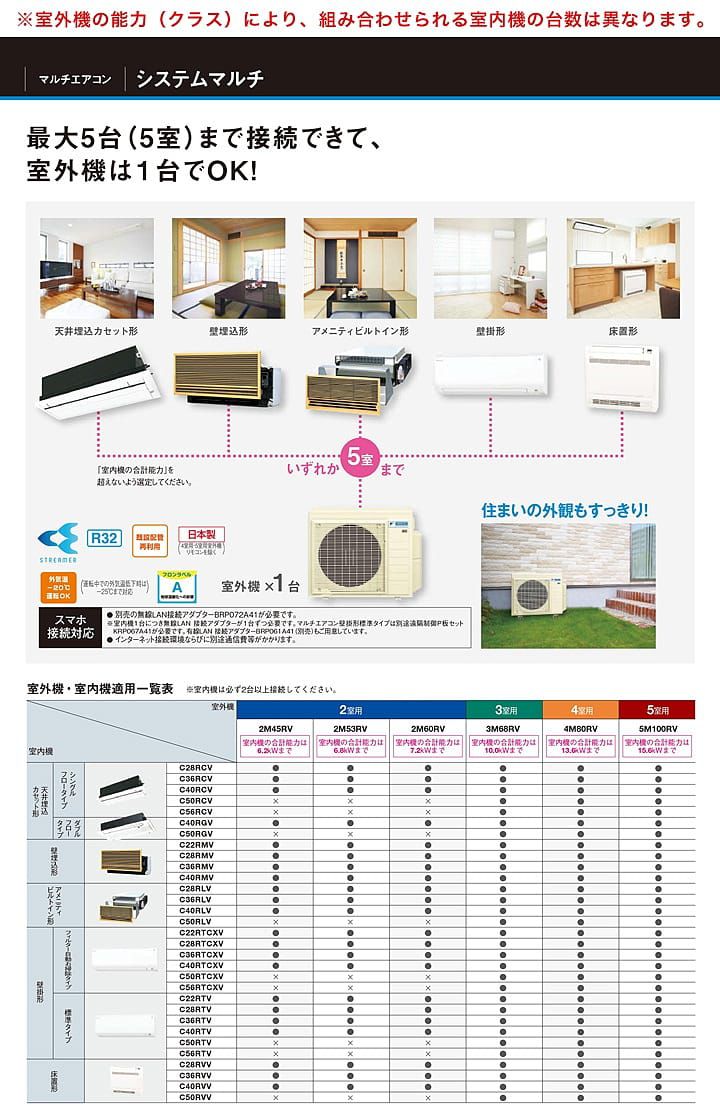 ※室外機の能力（クラス）により、組み合わせられる室内機の台数は異なります。
マルチエアコン システムマルチ
最大5台（5室）まで接続できて、
室外機は1台でOK!
天井埋込カセット形 壁埋込形 アメニティビルトイン形 壁掛形 床置形
「室内機の合計能力」を
超えないよう選定してください。
いずれか 5室 まで
住まいの外観もすっきり!
STREAMER
R32
既設配管
再利用
日本製
4室用・5室用室外機
リモコンを除く
外気温
−20℃
運転OK
運転中での外気温低下時は
−25℃まで対応
フロンラベル
A
地球温暖化への影響
室外機×1台
スマホ
接続対応
● 別売の無線LAN接続アダプターBRP072A41が必要です。
※室内機1台につき無線LAN 接続アダプターが1台ずつ必要です。マルチエアコン壁掛形標準タイプは別途遠隔制御P板セット
KRP067A41が必要です。有線LAN 接続アダプターBRP061A41（別売）もご用意しています。
● インターネット接続環境ならびに別途通信費等がかかります。
室外機・室内機適用一覧表 ※室内機は必ず2台以上接続してください。
室外機 2室用 3室用 4室用 5室用
2M45RV 2M53RV 2M60RV 3M68RV 4M80RV 5M100RV
室内機の合計能力は 室内機の合計能力は 室内機の合計能力は 室内機の合計能力は 室内機の合計能力は 室内機の合計能力は
6.2kWまで 6.8kWまで 7.2kWまで 10.0kWまで 13.6kWまで 15.6kWまで
室内機
天井埋込
カセット形
シングル
フロータイプ
C28RCV ● ● ● ● ● ●
C36RCV ● ● ● ● ● ●
C40RCV ● ● ● ● ● ●
C50RCV × × × ● ● ●
C56RCV × × × ● ● ●
ダブル
フロー
タイプ
C40RGV ● ● ● ● ● ●
C50RGV × × × ● ● ●
壁埋込形
C22RMV ● ● ● ● ● ●
C28RMV ● ● ● ● ● ●
C36RMV ● ● ● ● ● ●
C40RMV ● ● ● ● ● ●
アメニティ
ビルトイン形
C28RLV ● ● ● ● ● ●
C36RLV ● ● ● ● ● ●
C40RLV ● ● ● ● ● ●
C50RLV × × × ● ● ●
壁掛形
フィルター自動お掃除タイプ
C22RTCXV ● ● ● ● ● ●
C28RTCXV ● ● ● ● ● ●
C36RTCXV ● ● ● ● ● ●
C40RTCXV ● ● ● ● ● ●
C50RTCXV × × × ● ● ●
C56RTCXV × × × ● ● ●
標準タイプ
C22RTV ● ● ● ● ● ●
C28RTV ● ● ● ● ● ●
C36RTV ● ● ● ● ● ●
C40RTV ● ● ● ● ● ●
C50RTV × × × ● ● ●
C56RTV × × × ● ● ●
床置形
C28RVV ● ● ● ● ● ●
C36RVV ● ● ● ● ● ●
C40RVV ● ● ● ● ● ●
C50RVV × × × ● ● ●